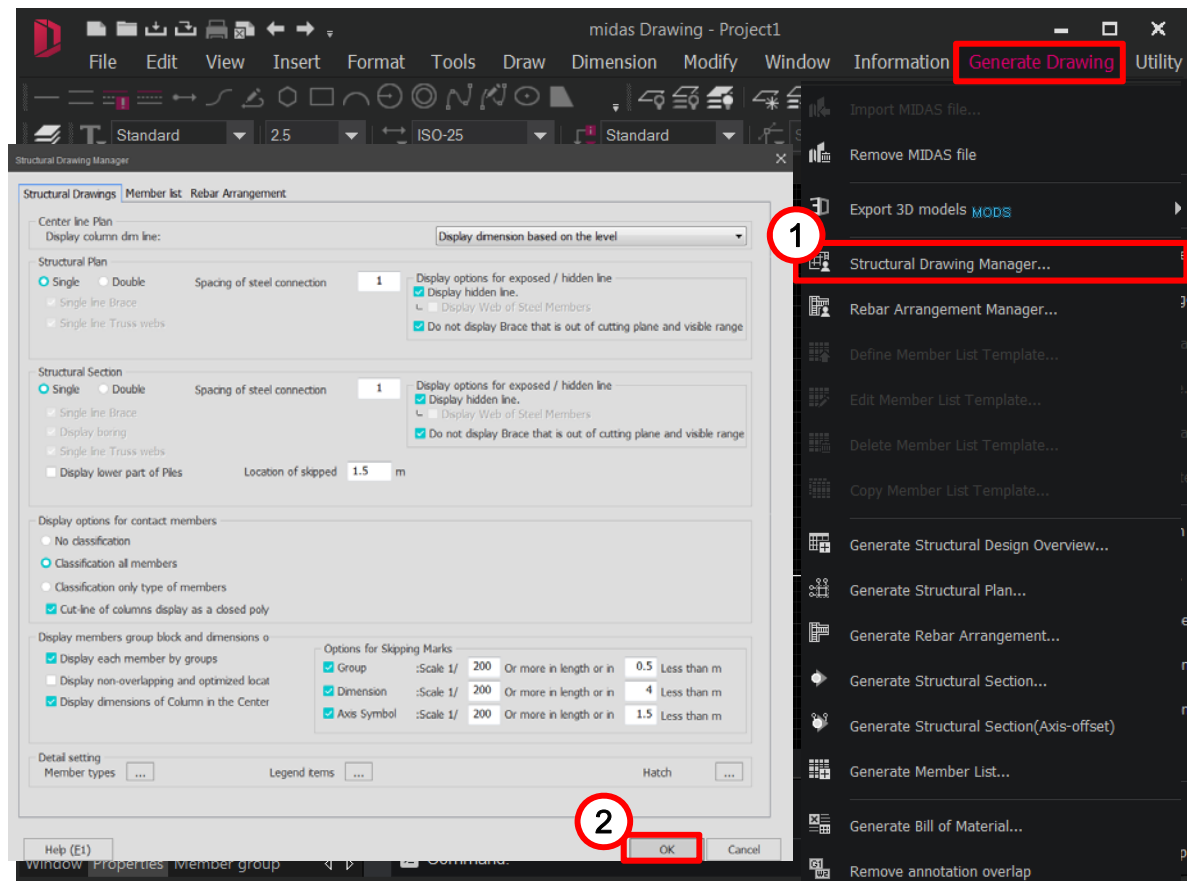 midas Drawing - Project1
File Edit View Insert Format Tools Draw Dimension Modify Window Information Generate Drawing Utility
Standard 2.5 ISO-25 Standard
Import MIDAS file...
Remove MIDAS file
Export 3D models MODS
1
Structural Drawing Manager...
Rebar Arrangement Manager...
Define Member List Template...
Edit Member List Template...
Delete Member List Template...
Copy Member List Template...
Generate Structural Design Overview...
Generate Structural Plan...
Generate Rebar Arrangement...
Generate Structural Section...
Generate Structural Section(Axis-offset)
Generate Member List...
Generate Bill of Material...
Remove annotation overlap
Structural Drawing Manager
Structural Drawings Member list Rebar Arrangement
Center line Plan
Display column dim line: Display dimension based on the level
Structural Plan
Single Double Spacing of steel connection 1
Single line Brace
Single line Truss webs
Display options for exposed / hidden line
Display hidden line.
Display Web of Steel Members
Do not display Brace that is out of cutting plane and visible range
Structural Section
Single Double Spacing of steel connection 1
Single line Brace
Display boring
Single line Truss webs
Display lower part of Piles Location of skipped 1.5 m
Display options for exposed / hidden line
Display hidden line.
Display Web of Steel Members
Do not display Brace that is out of cutting plane and visible range
Display options for contact members
No classification
Classification all members
Classification only type of members
Cut-line of columns display as a closed poly
Display members group block and dimensions o
Display each member by groups
Display non-overlapping and optimized locat
Display dimensions of Column in the Center
Options for Skipping Marks
Group :Scale 1/ 200 Or more in length or in 0.5 Less than m
Dimension :Scale 1/ 200 Or more in length or in 4 Less than m
Axis Symbol :Scale 1/ 200 Or more in length or in 1.5 Less than m
Detail setting
Member types ... Legend items ... Hatch ...
2
Help (F1) OK Cancel
Window Properties Member group Command: